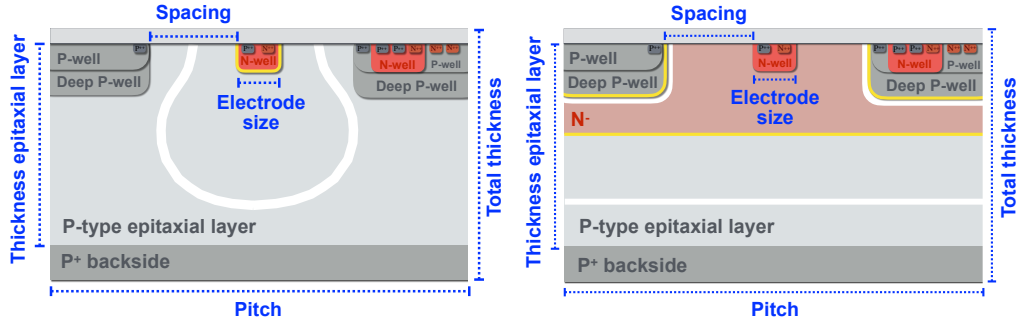 Spacing
P++
P++ N++
P++ P++ N++ N++ N++
P-well
N-well
N-well
P-well
Deep P-well
Deep P-well
Electrode
size
Thickness epitaxial layer
Total thickness
P-type epitaxial layer
P+ backside
Pitch
Spacing
P++
P++ N++
P++ P++ N++ N++ N++
P-well
N-well
N-well
P-well
Deep P-well
Deep P-well
Electrode
size
N-
Thickness epitaxial layer
Total thickness
P-type epitaxial layer
P+ backside
Pitch